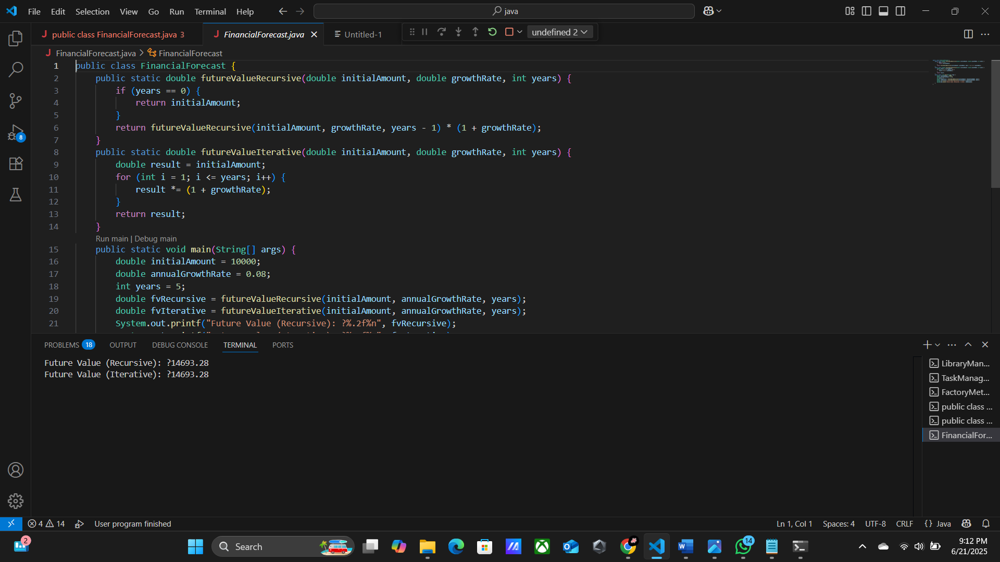 File Edit Selection View Go Run Terminal Help
java
public class FinancialForecast.java 3
FinancialForecast.java
Untitled-1
undefined 2
FinancialForecast.java > FinancialForecast
1 public class FinancialForecast {
2 public static double futureValueRecursive(double initialAmount, double growthRate, int years) {
3 if (years == 0) {
4 return initialAmount;
5 }
6 return futureValueRecursive(initialAmount, growthRate, years - 1) * (1 + growthRate);
7 }
8 public static double futureValueIterative(double initialAmount, double growthRate, int years) {
9 double result = initialAmount;
10 for (int i = 1; i <= years; i++) {
11 result *= (1 + growthRate);
12 }
13 return result;
14 }
Run main | Debug main
15 public static void main(String[] args) {
16 double initialAmount = 10000;
17 double annualGrowthRate = 0.08;
18 int years = 5;
19 double fvRecursive = futureValueRecursive(initialAmount, annualGrowthRate, years);
20 double fvIterative = futureValueIterative(initialAmount, annualGrowthRate, years);
21 System.out.printf("Future Value (Recursive): ?%.2f%n", fvRecursive);
8
PROBLEMS 18 OUTPUT DEBUG CONSOLE TERMINAL PORTS
Future Value (Recursive): ?14693.28
Future Value (Iterative): ?14693.28
LibraryMan...
TaskManag...
FactoryMet...
public class ...
public class ...
FinancialFor...
4 14 User program finished
Ln 1, Col 1 Spaces: 4 UTF-8 CRLF {} Java
2
Search
14
9:12 PM
6/21/2025